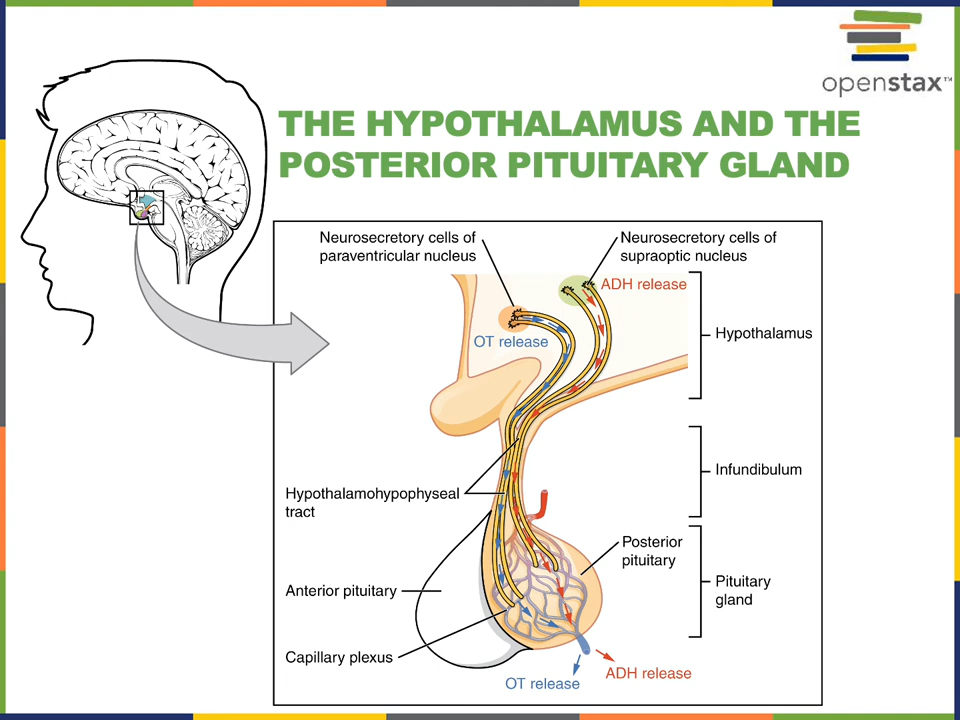 openstax™
THE HYPOTHALAMUS AND THE
POSTERIOR PITUITARY GLAND
Neurosecretory cells of
paraventricular nucleus
Neurosecretory cells of
supraoptic nucleus
ADH release
OT release
Hypothalamus
Infundibulum
Hypothalamohypophyseal
tract
Posterior
pituitary
Anterior pituitary
Pituitary
gland
Capillary plexus
ADH release
OT release